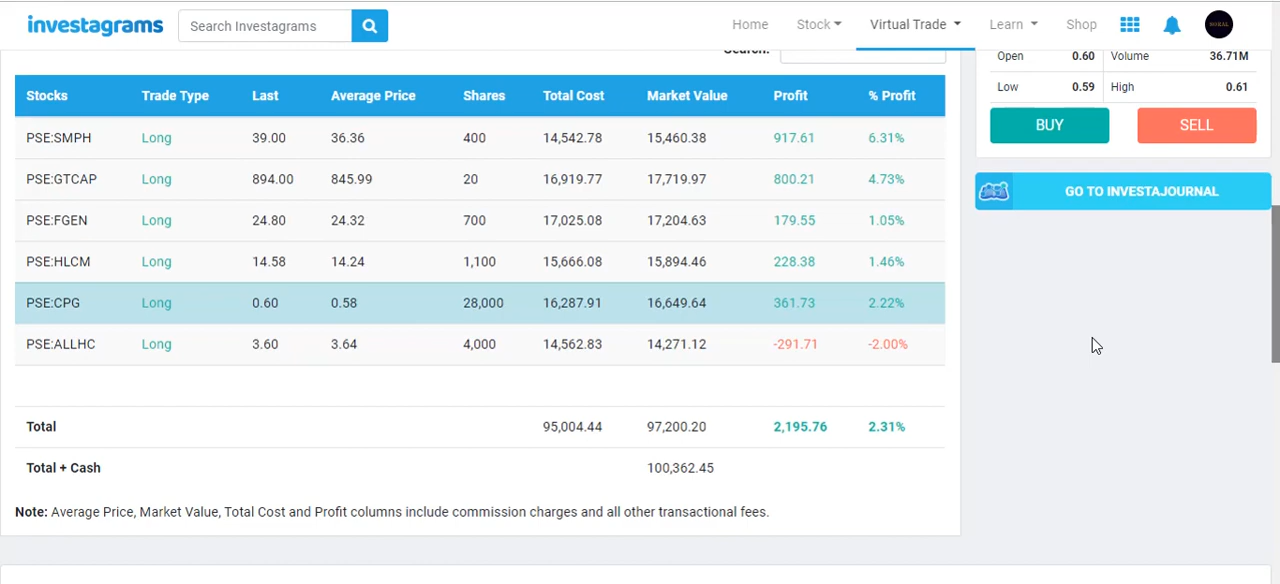 investagrams
Search Investagrams
Home Stock Virtual Trade Learn Shop
Search:
Stocks Trade Type Last Average Price Shares Total Cost Market Value Profit % Profit
PSE:SMPH Long 39.00 36.36 400 14,542.78 15,460.38 917.61 6.31%
PSE:GTCAP Long 894.00 845.99 20 16,919.77 17,719.97 800.21 4.73%
PSE:FGEN Long 24.80 24.32 700 17,025.08 17,204.63 179.55 1.05%
PSE:HLCM Long 14.58 14.24 1,100 15,666.08 15,894.46 228.38 1.46%
PSE:CPG Long 0.60 0.58 28,000 16,287.91 16,649.64 361.73 2.22%
PSE:ALLHC Long 3.60 3.64 4,000 14,562.83 14,271.12 -291.71 -2.00%
Total 95,004.44 97,200.20 2,195.76 2.31%
Total + Cash 100,362.45
Note: Average Price, Market Value, Total Cost and Profit columns include commission charges and all other transactional fees.
Open 0.60 Volume 36.71M
Low 0.59 High 0.61
BUY SELL
GO TO INVESTAJOURNAL